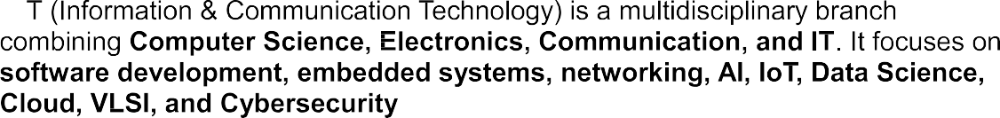 T (Information & Communication Technology) is a multidisciplinary branch
combining Computer Science, Electronics, Communication, and IT. It focuses on
software development, embedded systems, networking, AI, IoT, Data Science,
Cloud, VLSI, and Cybersecurity